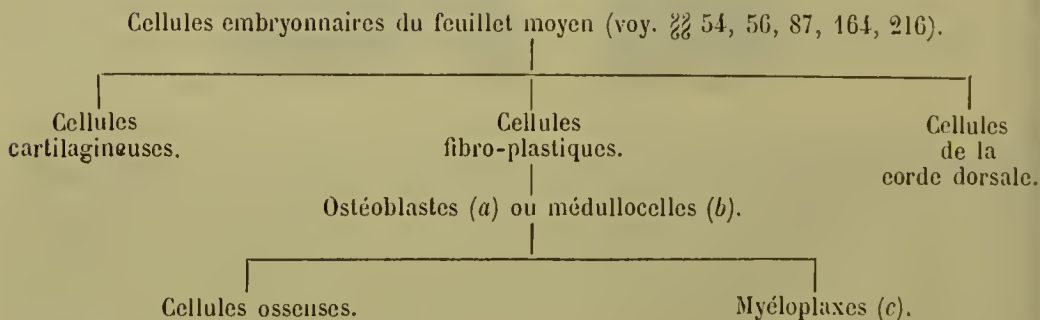 Cellules embryonnaires du feuillet moyen (voy. §§ 54, 56, 87, 164, 216).
Cellules
cartilagineuses.
Cellules
fibro-plastiques.
Cellules
de la
corde dorsale.
Ostéoblastes (a) ou médullocelles (b).
Cellules osseuses.
Myéloplaxes (c).